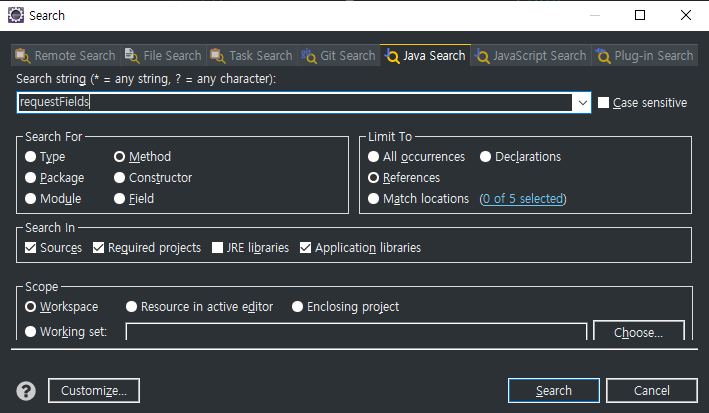 Search
Remote Search File Search Task Search Git Search Java Search JavaScript Search Plug-in Search
Search string (* = any string, ? = any character):
requestFields Case sensitive
Search For
Type Method
Package Constructor
Module Field
Limit To
All occurrences Declarations
References
Match locations (0 of 5 selected)
Search In
Sources Required projects JRE libraries Application libraries
Scope
Workspace Resource in active editor Enclosing project
Working set: Choose...
? Customize... Search Cancel